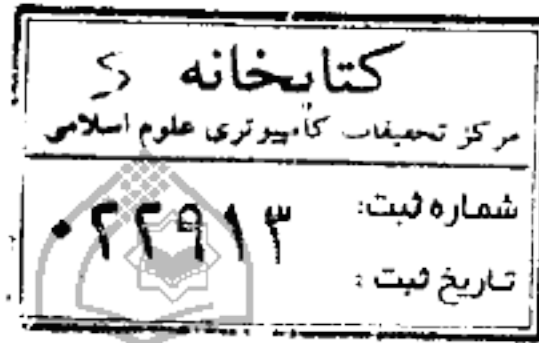 کتابخانه
مرکز تحقیقات کامپیوتری علوم اسلامی
شماره ثبت: ۰۲۲۹۱۳
تاریخ ثبت :